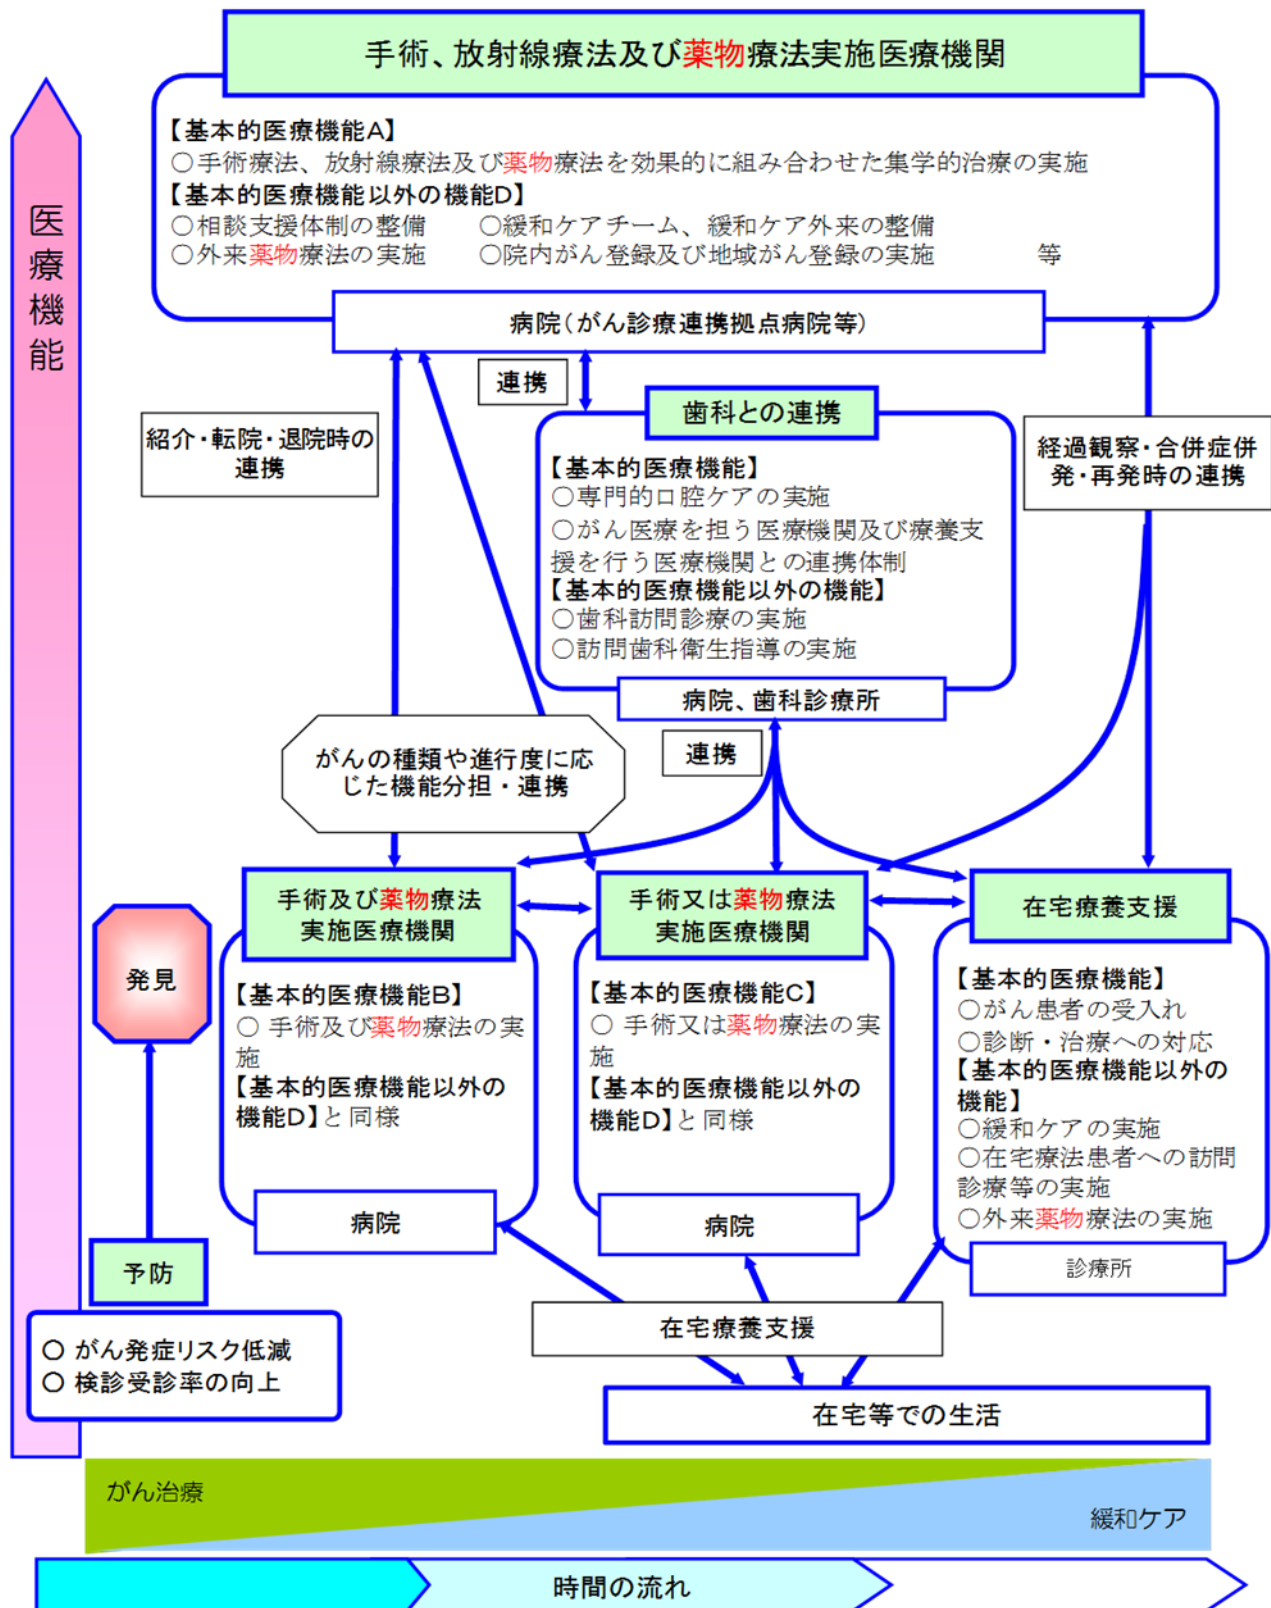 手術、放射線療法及び薬物療法実施医療機関
医療機能
【基本的医療機能A】
○手術療法、放射線療法及び薬物療法を効果的に組み合わせた集学的治療の実施
【基本的医療機能以外の機能D】
○相談支援体制の整備　○緩和ケアチーム、緩和ケア外来の整備
○外来薬物療法の実施　○院内がん登録及び地域がん登録の実施　等
病院（がん診療連携拠点病院等）
連携
紹介・転院・退院時の
連携
歯科との連携
経過観察・合併症併
発・再発時の連携
【基本的医療機能】
○専門的口腔ケアの実施
○がん医療を担う医療機関及び療養支
援を行う医療機関との連携体制
【基本的医療機能以外の機能】
○歯科訪問診療の実施
○訪問歯科衛生指導の実施
病院、歯科診療所
連携
がんの種類や進行度に応
じた機能分担・連携
手術及び薬物療法
実施医療機関
【基本的医療機能B】
○ 手術及び薬物療法の実
施
【基本的医療機能以外の
機能D】と同様
病院
手術又は薬物療法
実施医療機関
【基本的医療機能C】
○ 手術又は薬物療法の実
施
【基本的医療機能以外の
機能D】と同様
病院
在宅療養支援
【基本的医療機能】
○がん患者の受入れ
○診断・治療への対応
【基本的医療機能以外の
機能】
○緩和ケアの実施
○在宅療法患者への訪問
診療等の実施
○外来薬物療法の実施
診療所
発見
予防
○ がん発症リスク低減
○ 検診受診率の向上
在宅療養支援
在宅等での生活
がん治療
緩和ケア
時間の流れ